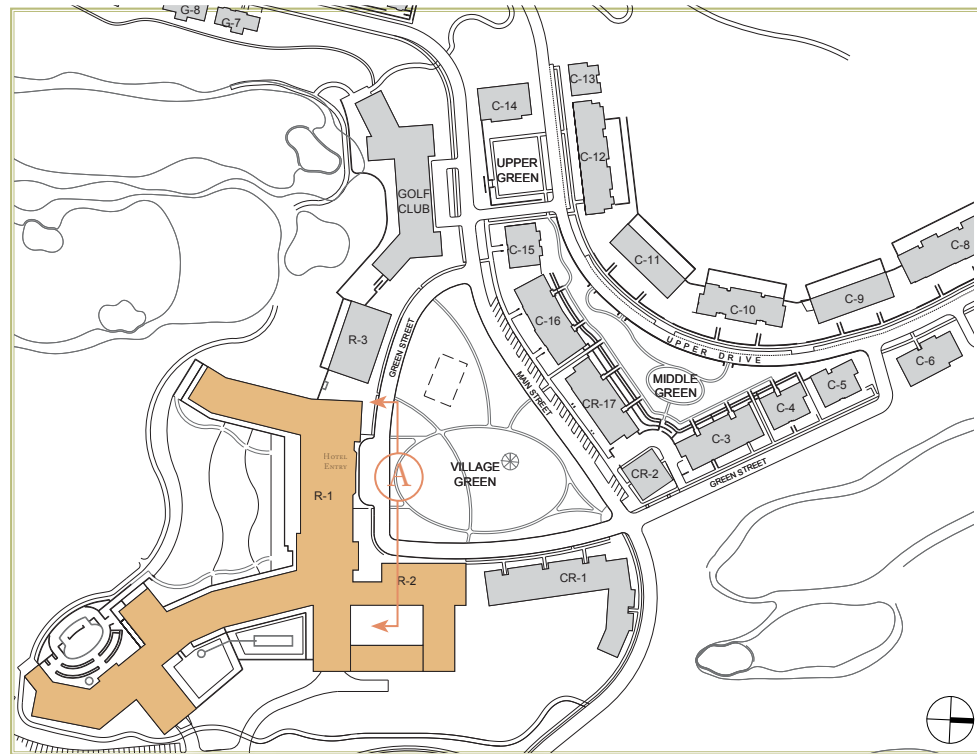 G-8
G-7
C-13
C-14
C-12
UPPER
GREEN
GOLF
CLUB
C-15
C-11
C-8
C-9
C-10
C-16
R-3
GREEN STREET
UPPER DRIVE
C-6
MAIN STREET
MIDDLE
GREEN
C-5
C-4
CR-17
C-3
HOTEL
ENTRY
A
VILLAGE
GREEN
CR-2
GREEN STREET
R-1
R-2
CR-1